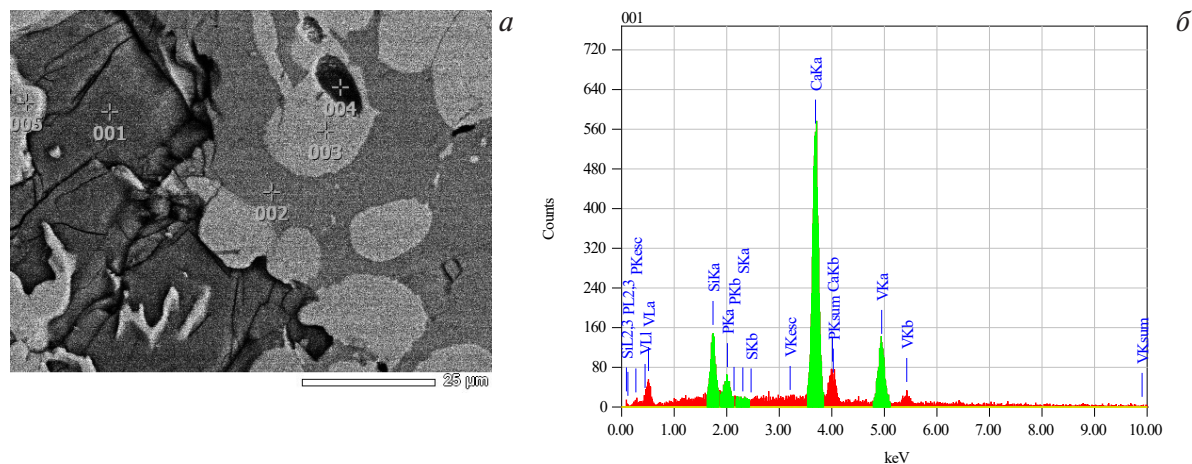 а
001
002
003
004
005
25 μm
б
001
Counts
720
640
560
480
400
320
240
160
80
0
0.00 1.00 2.00 3.00 4.00 5.00 6.00 7.00 8.00 9.00 10.00
keV
SiL2,3
PL2,3
PKesc
VLl
VLa
SiKa
PKa
PKb
SKa
SKb
VKesc
CaKa
PKsum
CaKb
VKa
VKb
VKsum